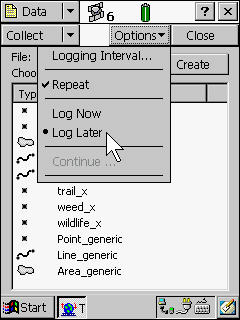 Data 6 ? ×
Collect Options Close
File:
Create
Choo
Typ
Logging Interval...
Repeat
Log Now
Log Later
Continue ...
trail_x
weed_x
wildlife_x
Point_generic
Line_generic
Area_generic
Start T